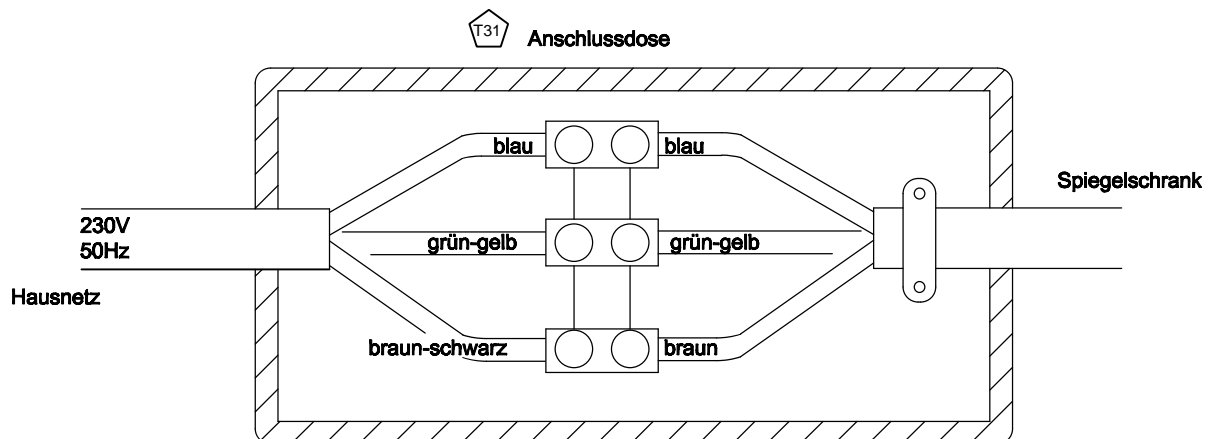 T31
Anschlussdose
blau
blau
Spiegelschrank
230V
50Hz
grün-gelb
grün-gelb
Hausnetz
braun-schwarz
braun